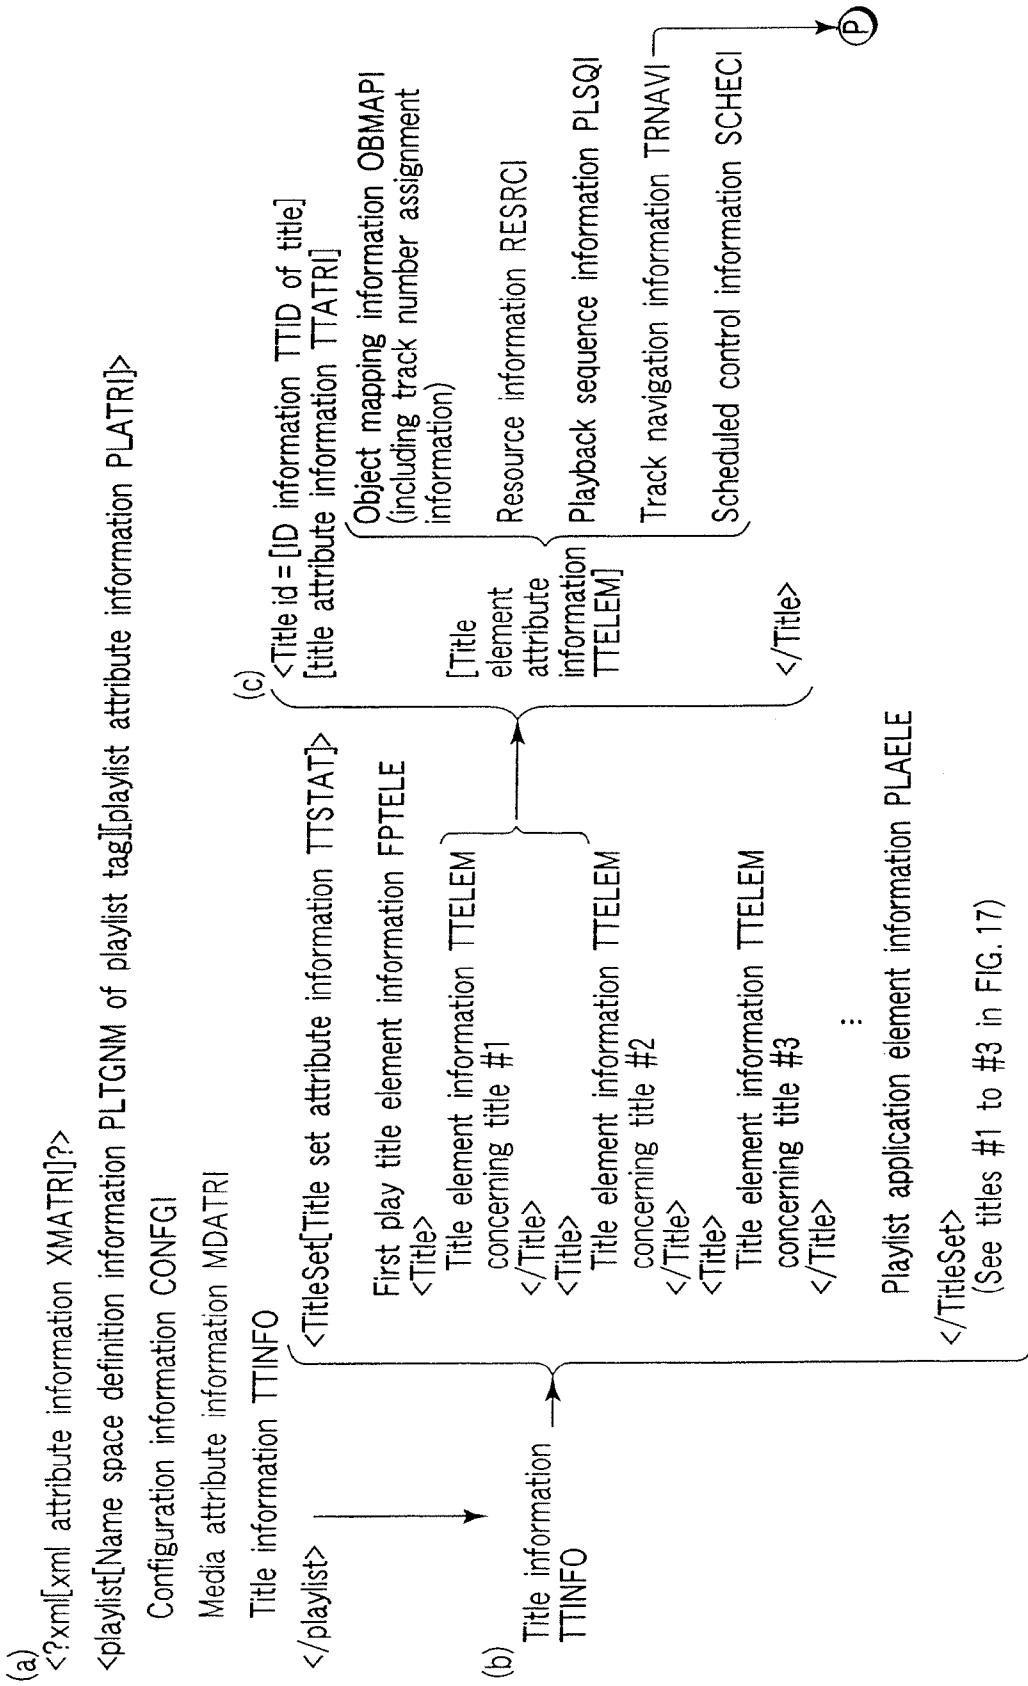 (a)
<?xml[xml attribute information XMATRI]?>
<playlist[Name space definition information PLTGNM of playlist tag][playlist attribute information PLATRI]>
Configuration information CONFGI
Media attribute information MDATRI
Title information TTINFO
</playlist>
(b)
Title information
TTINFO
<TitleSet[Title set attribute information TTSTAT]>
First play title element information FPTELE
<Title>
Title element information TTELEM
concerning title #1
</Title>
<Title>
Title element information TTELEM
concerning title #2
</Title>
<Title>
Title element information TTELEM
concerning title #3
</Title>
⋮
Playlist application element information PLAELE
</TitleSet>
(See titles #1 to #3 in FIG. 17)
(c)
<Title id = [ID information TTID of title]
[title attribute information TTATRI]
[Title
element
attribute
information
TTELEM]
Object mapping information OBMAPI
(including track number assignment
information)
Resource information RESRCI
Playback sequence information PLSQI
Track navigation information TRNAVI
Scheduled control information SCHECI
</Title>
P